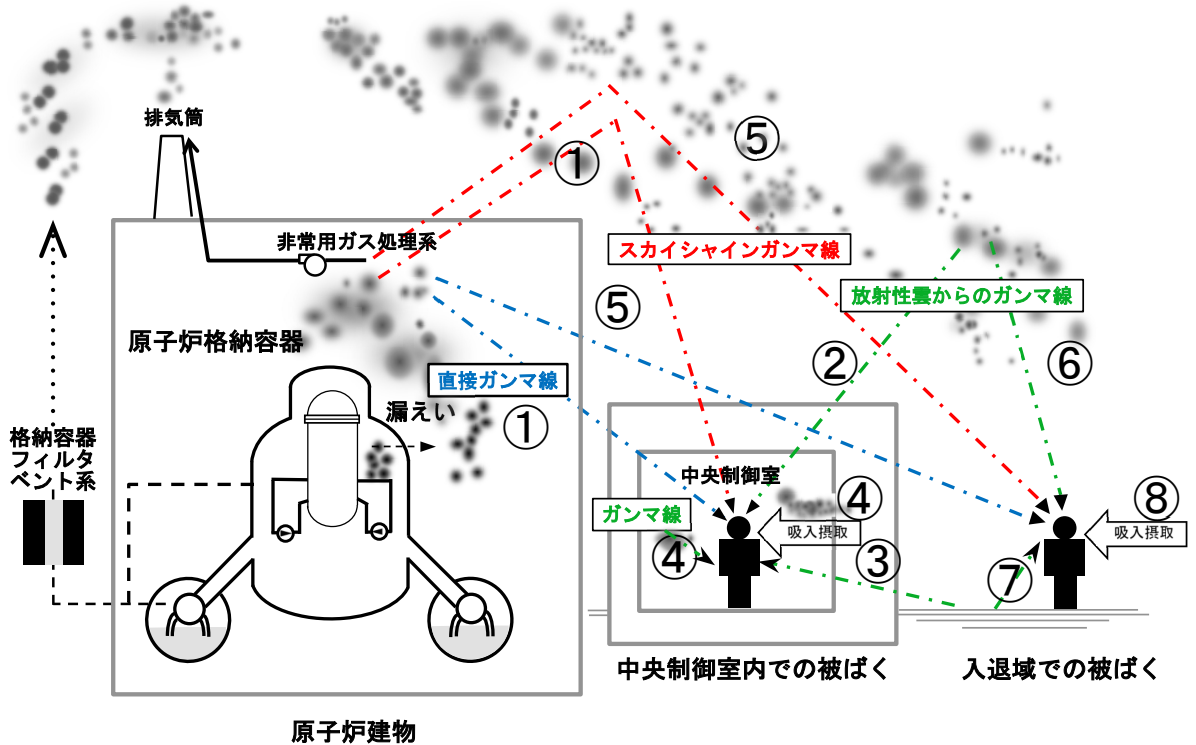 排気筒
①
⑤
非常用ガス処理系
スカイシャインガンマ線
放射性雲からのガンマ線
⑤
原子炉格納容器
②
⑥
直接ガンマ線
①
漏えい
格納容器
フィルタ
ベント系
中央制御室
④
⑧
ガンマ線
吸入摂取
吸入摂取
④
③
⑦
中央制御室内での被ばく
入退域での被ばく
原子炉建物